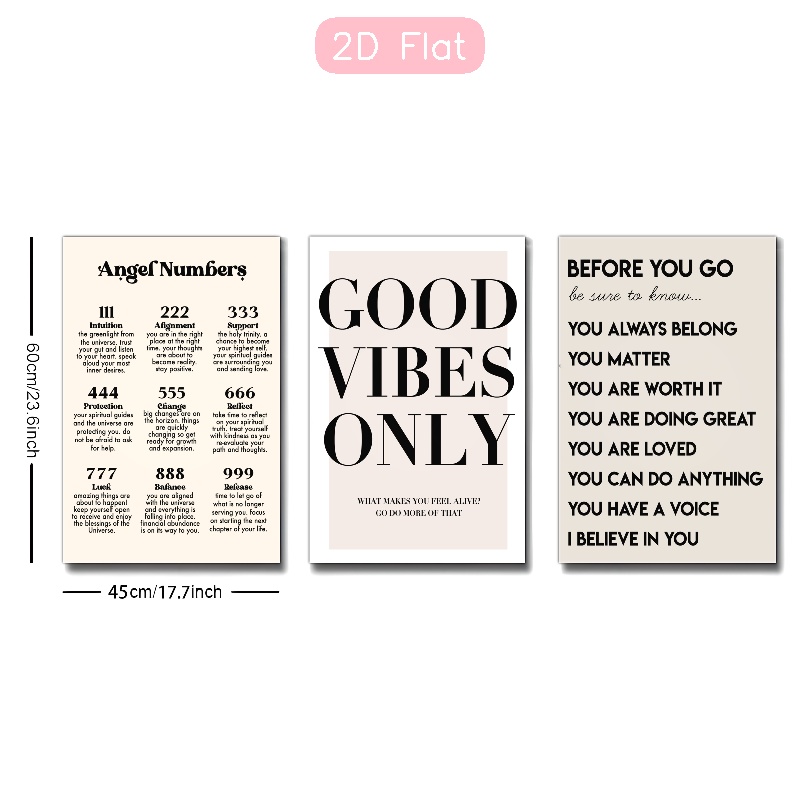 2D Flat
60cm/23.6inch
45cm/17.7inch
Angel Numbers
111
Intuition
the greenlight from
the universe. trust
your gut and listen
to your heart. speak
aloud your most
inner desires.
222
Alignment
you are in the right
place at the right
time. your thoughts
are about to
become reality.
stay positive.
333
Support
the holy trinity. a
chance to become
your highest self.
your spiritual guides
are surrounding you
and sending love.
444
Protection
your spiritual guides
and the universe are
protecting you. do
not be afraid to ask
for help.
555
Change
big changes are on
the horizon. things
are quickly
changing so get
ready for growth
and expansion.
666
Reflect
take time to reflect
on your spiritual
truth. treat yourself
with kindness as you
re-evaluate your
path and thoughts.
777
Luck
amazing things are
about to happen!
keep yourself open
to receive and enjoy
the blessings of the
Universe.
888
Balance
you are aligned
with the universe
and everything is
falling into place.
financial abundance
is on its way to you.
999
Release
time to let go of
what is no longer
serving you. focus
on starting the next
chapter of your life.
GOOD
VIBES
ONLY
WHAT MAKES YOU FEEL ALIVE?
GO DO MORE OF THAT
BEFORE YOU GO
be sure to know...
YOU ALWAYS BELONG
YOU MATTER
YOU ARE WORTH IT
YOU ARE DOING GREAT
YOU ARE LOVED
YOU CAN DO ANYTHING
YOU HAVE A VOICE
I BELIEVE IN YOU